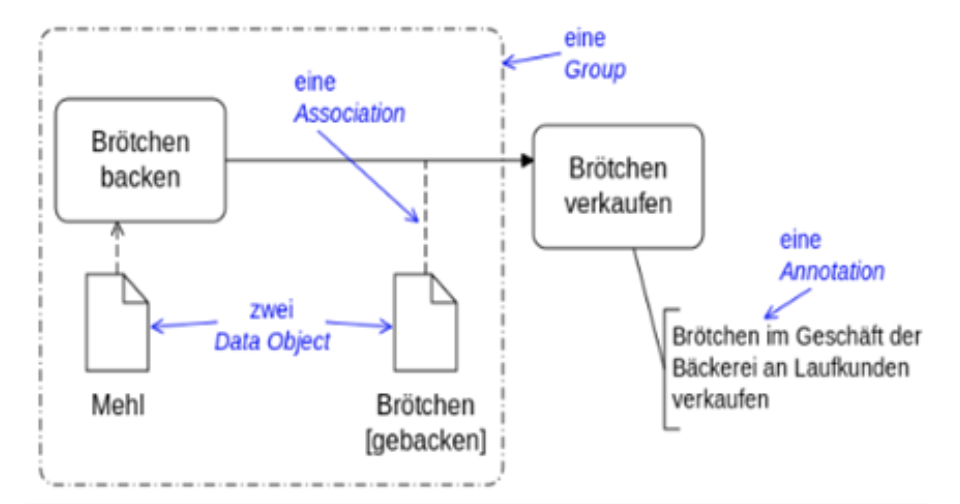 eine
Group
eine
Association
Brötchen
backen
Brötchen
verkaufen
eine
Annotation
zwei
Data Object
Brötchen im Geschäft der
Bäckerei an Laufkunden
verkaufen
Mehl
Brötchen
[gebacken]